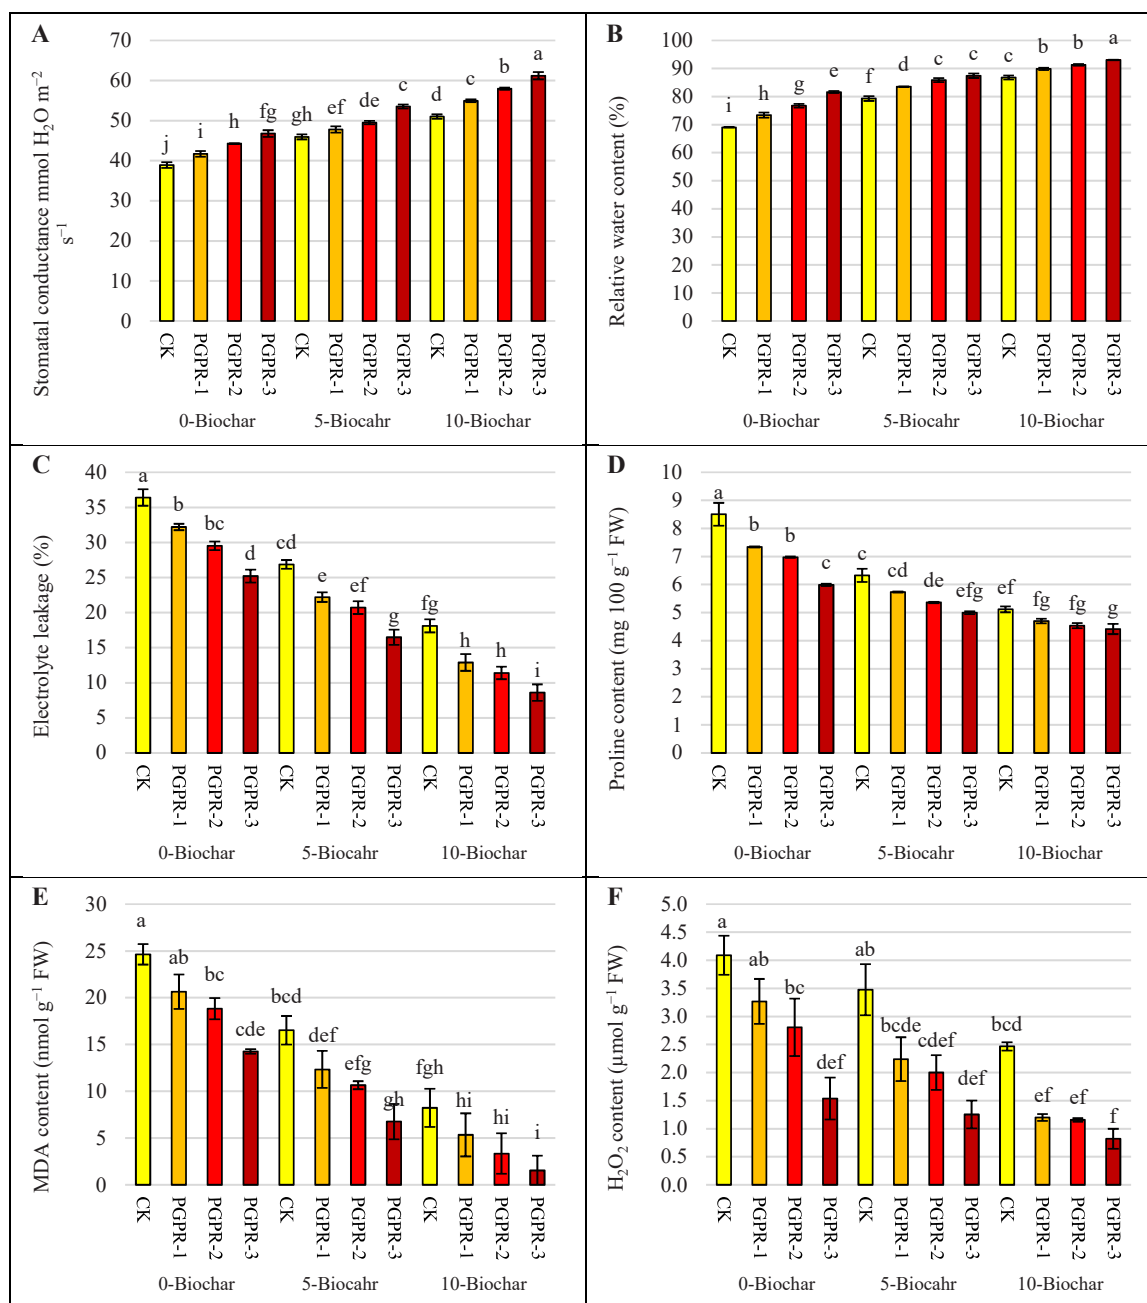 A
Stomatal conductance mmol H₂O m⁻²
s⁻¹
70
60
50
40
30
20
10
0
j
i
h
fg
gh
ef
de
c
d
c
b
a
CK
PGPR-1
PGPR-2
PGPR-3
CK
PGPR-1
PGPR-2
PGPR-3
CK
PGPR-1
PGPR-2
PGPR-3
0-Biochar
5-Biocahr
10-Biochar
B
Relative water content (%)
100
90
80
70
60
50
40
30
20
10
0
i
h
g
e
f
d
c
c
c
b
b
a
CK
PGPR-1
PGPR-2
PGPR-3
CK
PGPR-1
PGPR-2
PGPR-3
CK
PGPR-1
PGPR-2
PGPR-3
0-Biochar
5-Biocahr
10-Biochar
C
Electrolyte leakage (%)
40
35
30
25
20
15
10
5
0
a
b
bc
d
cd
e
ef
g
fg
h
h
i
CK
PGPR-1
PGPR-2
PGPR-3
CK
PGPR-1
PGPR-2
PGPR-3
CK
PGPR-1
PGPR-2
PGPR-3
0-Biochar
5-Biocahr
10-Biochar
D
Proline content (mg 100 g⁻¹ FW)
10
9
8
7
6
5
4
3
2
1
0
a
b
b
c
c
cd
de
efg
ef
fg
fg
g
CK
PGPR-1
PGPR-2
PGPR-3
CK
PGPR-1
PGPR-2
PGPR-3
CK
PGPR-1
PGPR-2
PGPR-3
0-Biochar
5-Biocahr
10-Biochar
E
MDA content (nmol g⁻¹ FW)
30
25
20
15
10
5
0
a
ab
bc
cde
bcd
def
efg
gh
fgh
hi
hi
i
CK
PGPR-1
PGPR-2
PGPR-3
CK
PGPR-1
PGPR-2
PGPR-3
CK
PGPR-1
PGPR-2
PGPR-3
0-Biochar
5-Biocahr
10-Biochar
F
H₂O₂ content (μmol g⁻¹ FW)
5.0
4.5
4.0
3.5
3.0
2.5
2.0
1.5
1.0
0.5
0.0
a
ab
bc
def
ab
bcde
cdef
def
bcd
ef
ef
f
CK
PGPR-1
PGPR-2
PGPR-3
CK
PGPR-1
PGPR-2
PGPR-3
CK
PGPR-1
PGPR-2
PGPR-3
0-Biochar
5-Biocahr
10-Biochar